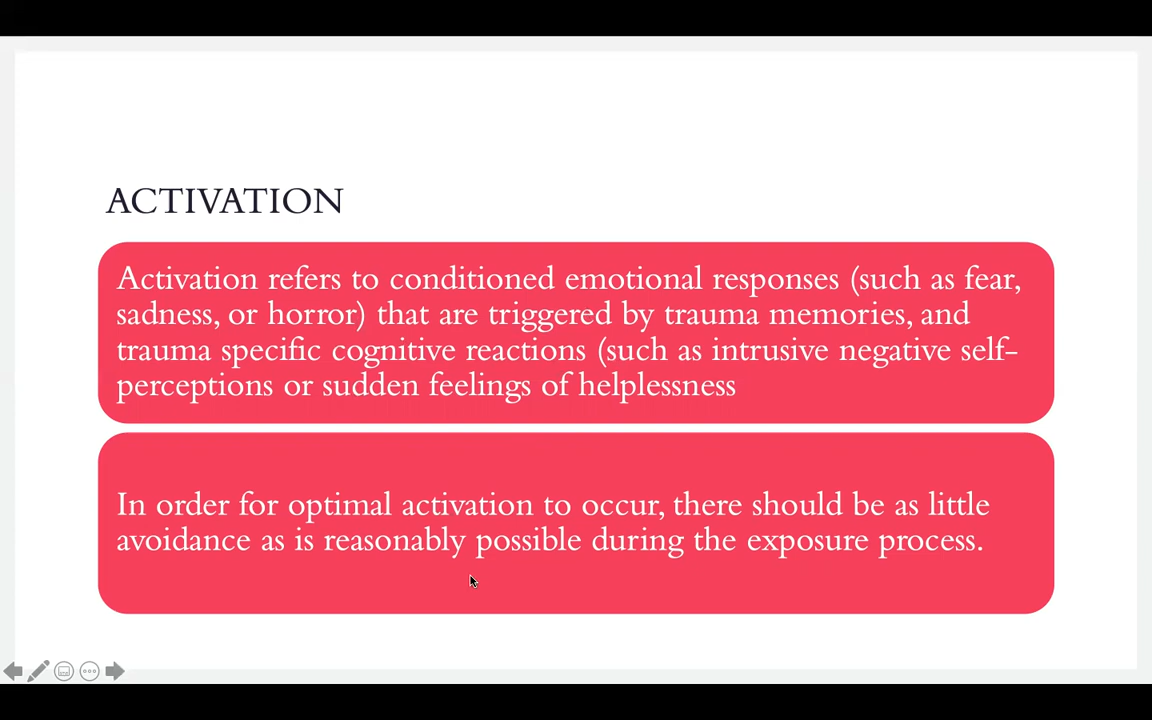 ACTIVATION
Activation refers to conditioned emotional responses (such as fear,
sadness, or horror) that are triggered by trauma memories, and
trauma specific cognitive reactions (such as intrusive negative self-
perceptions or sudden feelings of helplessness
In order for optimal activation to occur, there should be as little
avoidance as is reasonably possible during the exposure process.